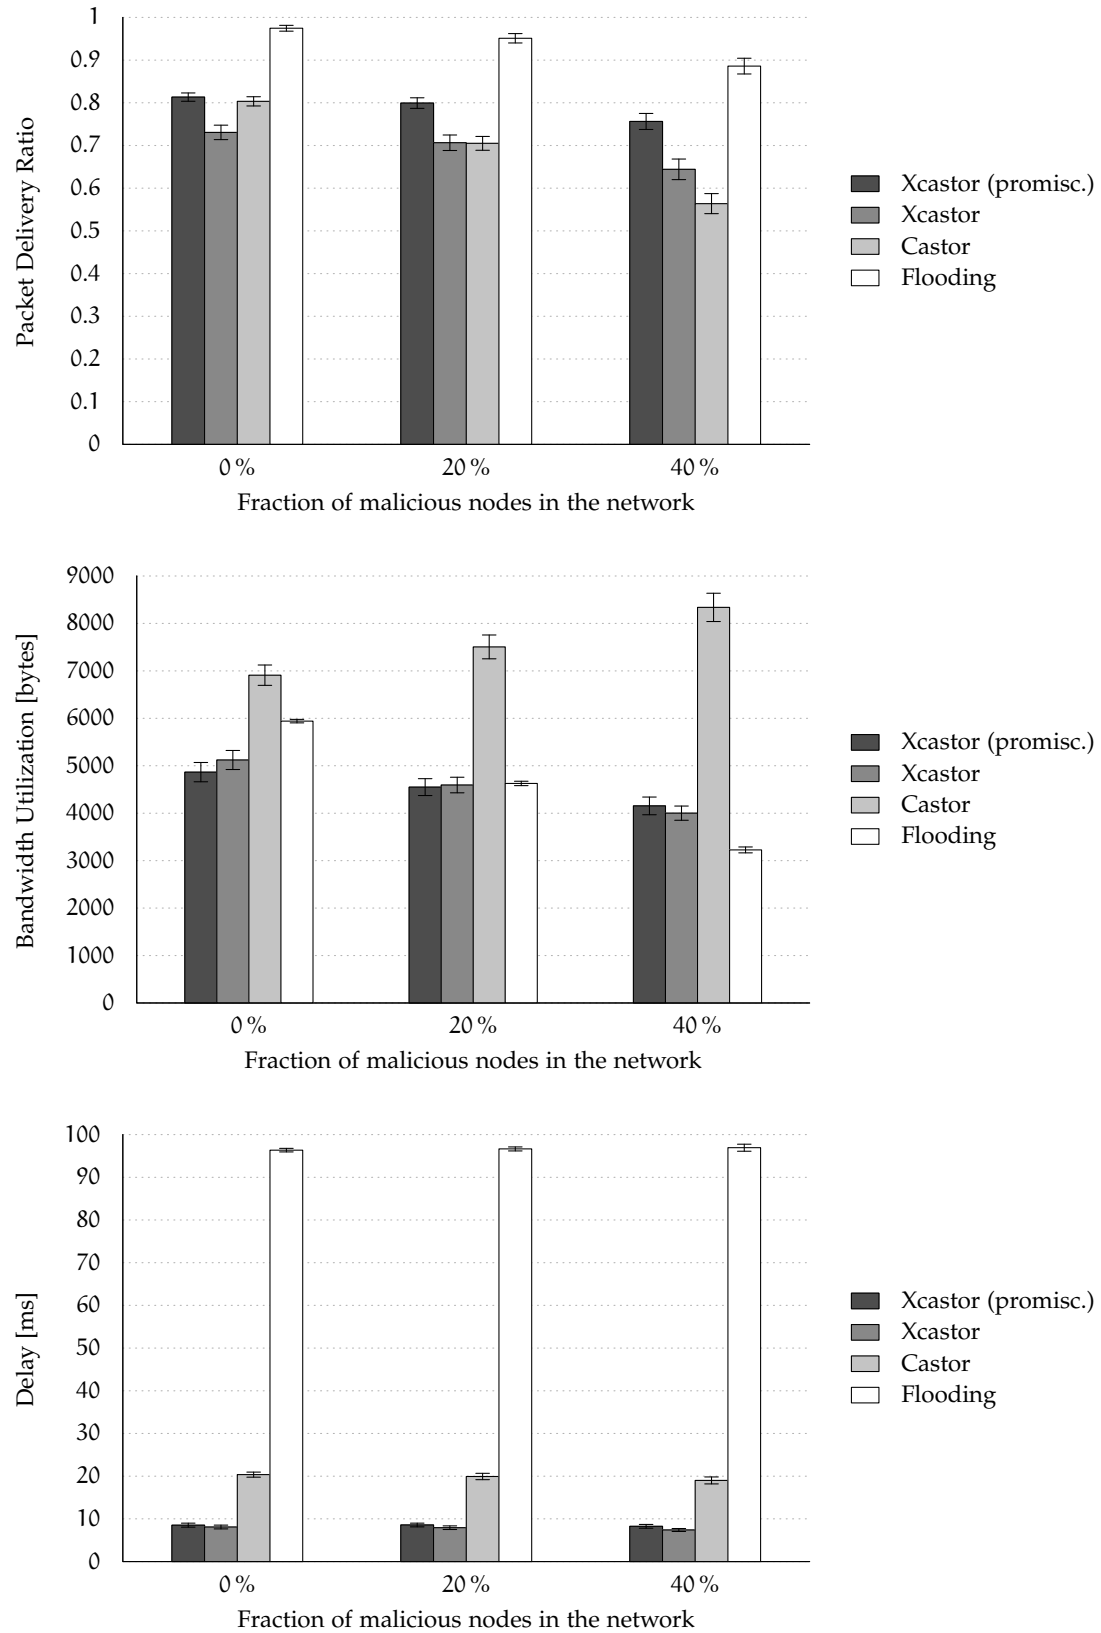 1
0.9
0.8
0.7
0.6
0.5
0.4
0.3
0.2
0.1
0
Packet Delivery Ratio
0 %
20 %
40 %
Fraction of malicious nodes in the network
Xcastor (promisc.)
Xcastor
Castor
Flooding
9000
8000
7000
6000
5000
4000
3000
2000
1000
0
Bandwidth Utilization [bytes]
0 %
20 %
40 %
Fraction of malicious nodes in the network
Xcastor (promisc.)
Xcastor
Castor
Flooding
100
90
80
70
60
50
40
30
20
10
0
Delay [ms]
0 %
20 %
40 %
Fraction of malicious nodes in the network
Xcastor (promisc.)
Xcastor
Castor
Flooding